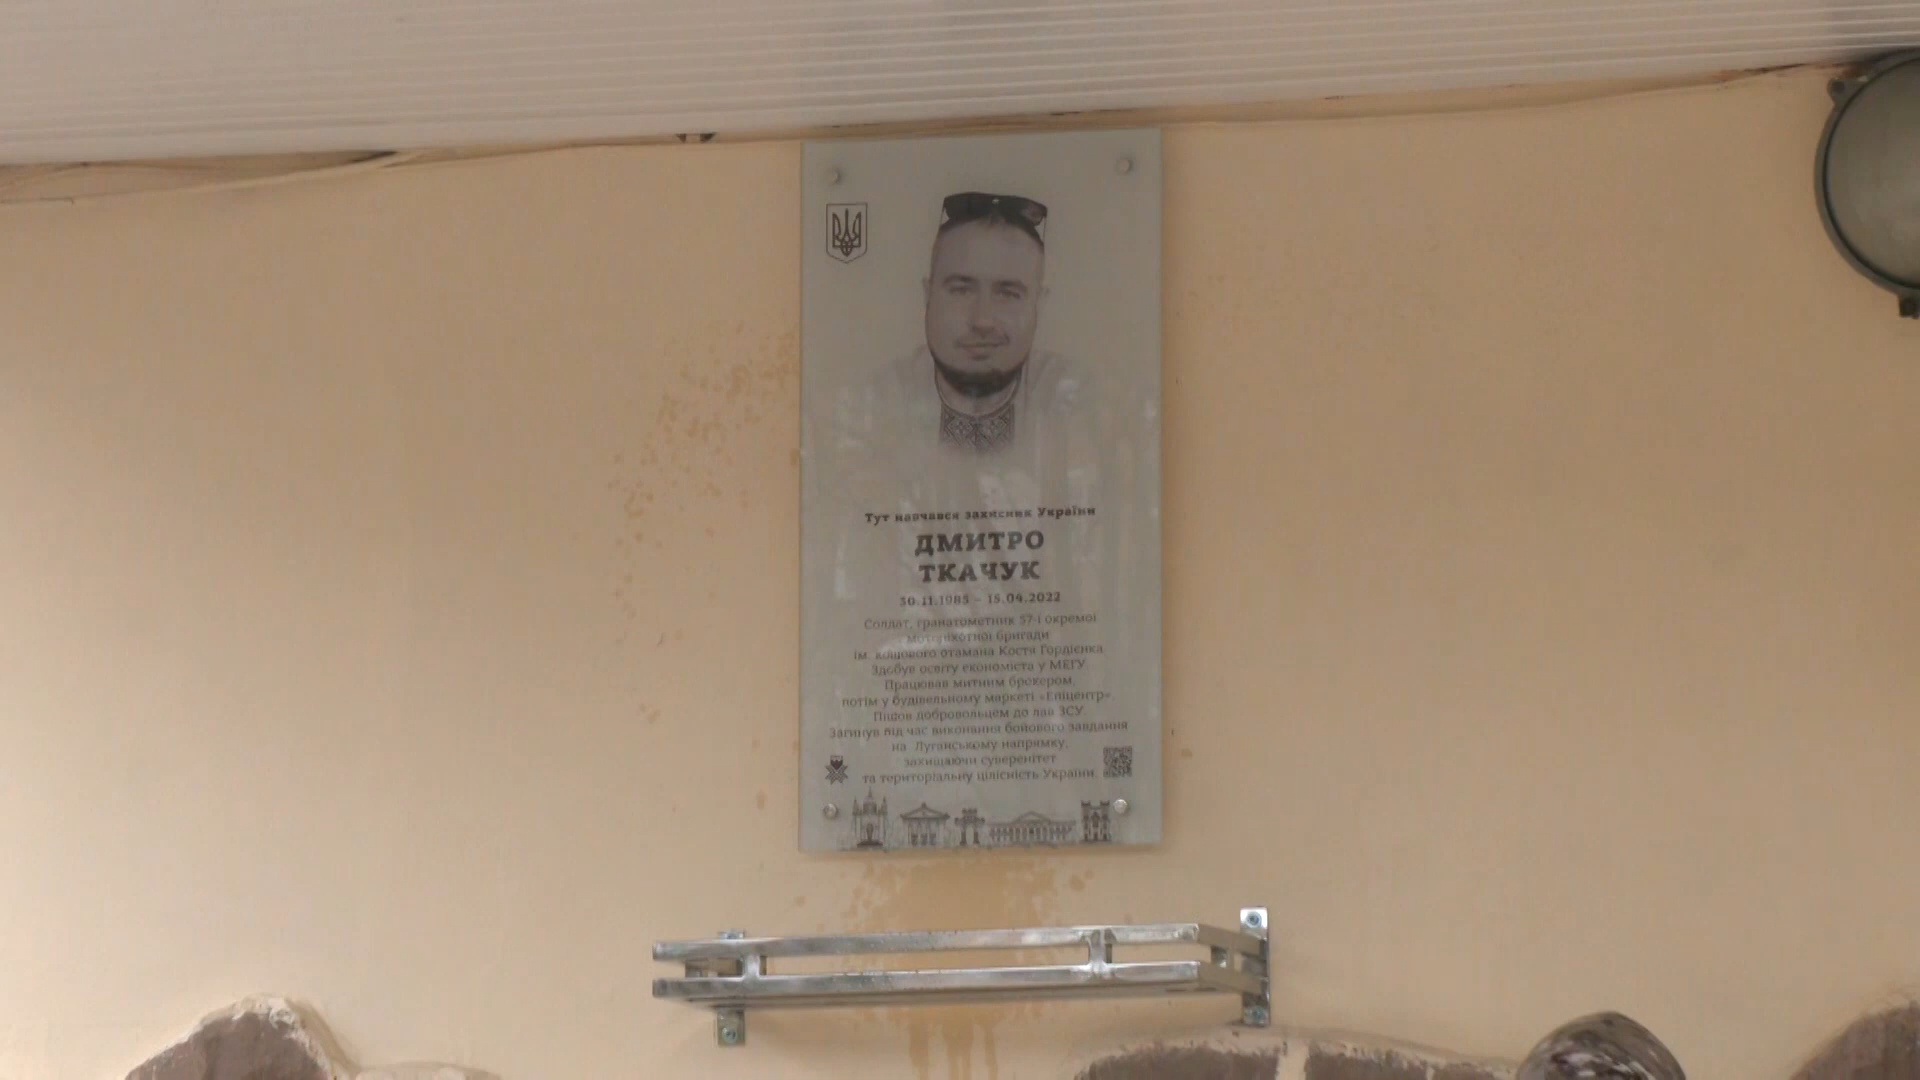 Тут навчався захисник України
ДМИТРО
ТКАЧУК
30.11.1985 – 15.04.2022
Солдат, гранатометник 57-ї окремої
мотопіхотної бригади
ім. кошового отамана Костя Гордієнка.
Здобув освіту економіста у МЕГУ.
Працював митним брокером,
потім у будівельному маркеті «Епіцентр».
Пішов добровольцем до лав ЗСУ.
Загинув під час виконання бойового завдання
на Луганському напрямку,
захищаючи суверенітет
та територіальну цілісність України